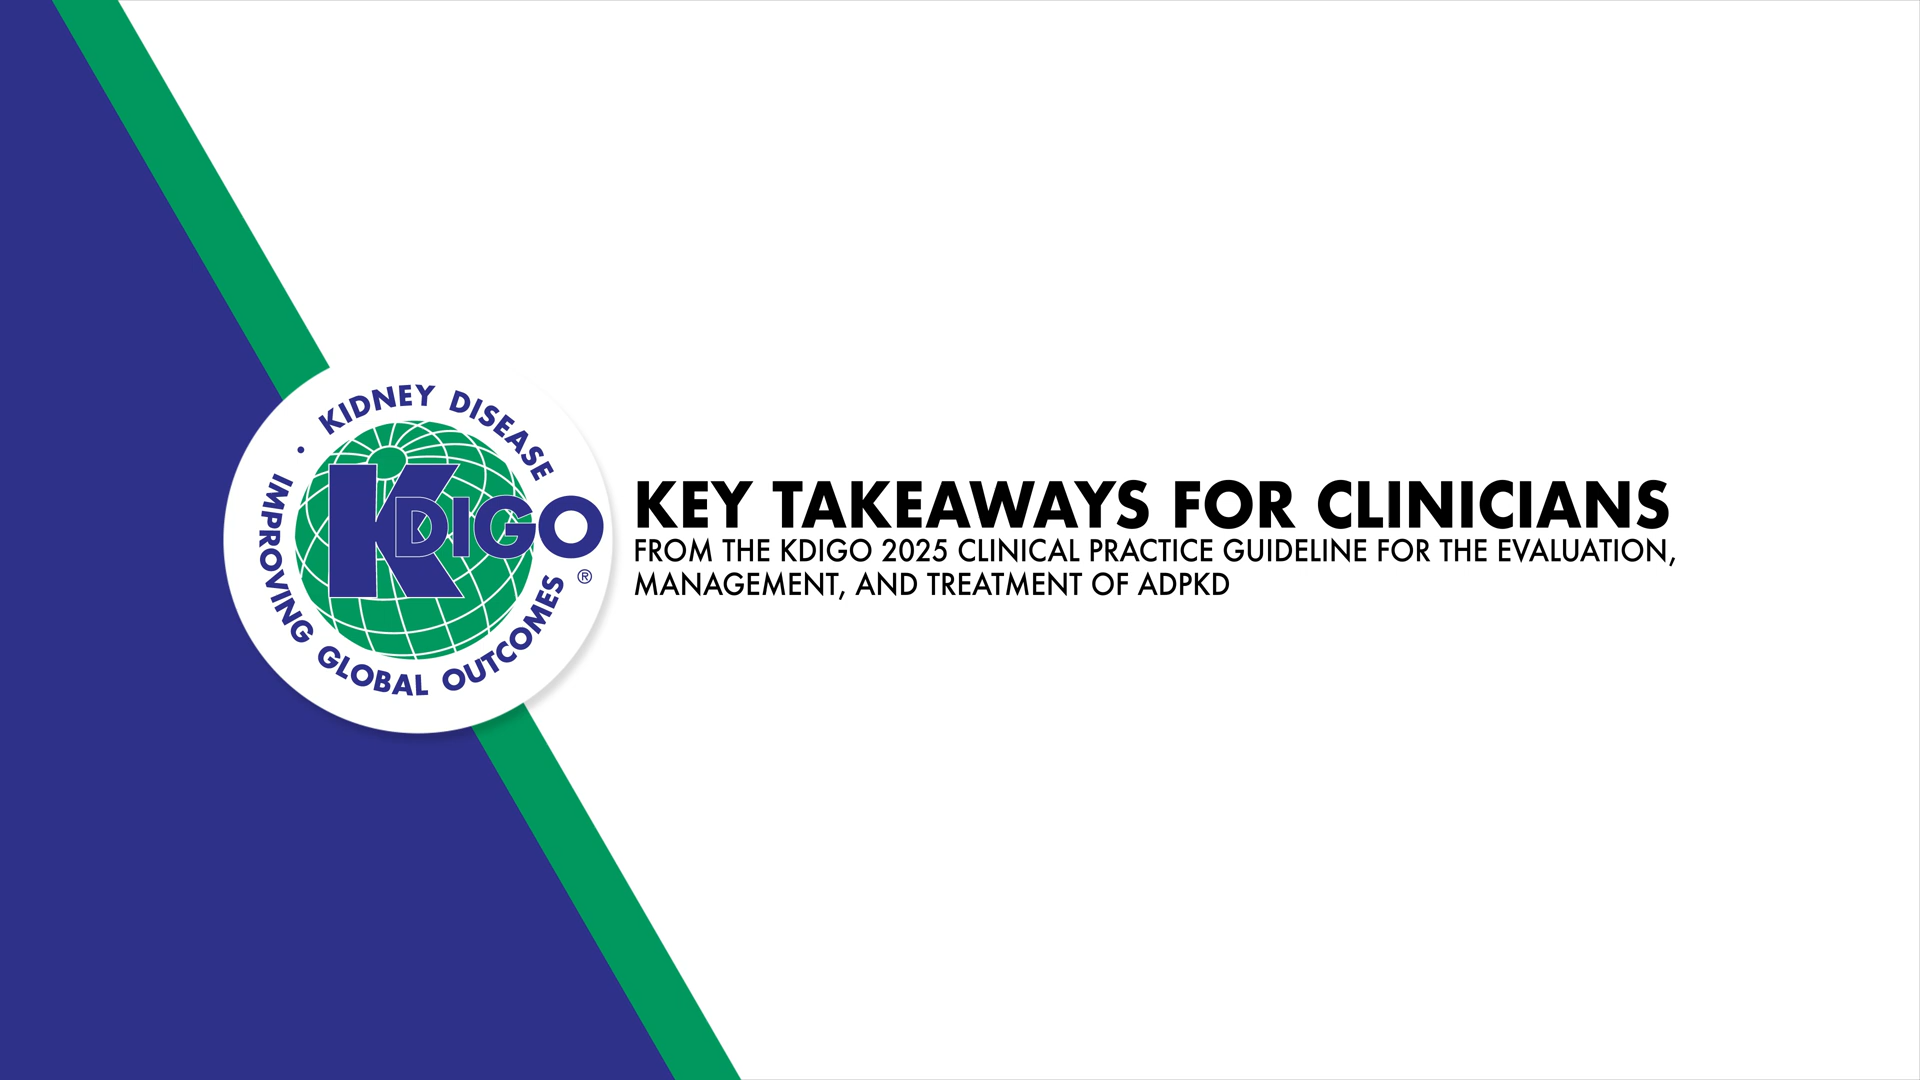 KIDNEY DISEASE
• IMPROVING GLOBAL OUTCOMES
KDIGO
®
KEY TAKEAWAYS FOR CLINICIANS
FROM THE KDIGO 2025 CLINICAL PRACTICE GUIDELINE FOR THE EVALUATION,
MANAGEMENT, AND TREATMENT OF ADPKD